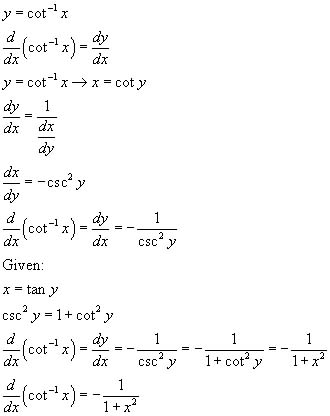 y = cot⁻¹ x
d/dx (cot⁻¹ x) = dy/dx
y = cot⁻¹ x → x = cot y
dy/dx = 1/(dx/dy)
dx/dy = −csc² y
d/dx (cot⁻¹ x) = dy/dx = − 1/(csc² y)
Given:
x = tan y
csc² y = 1 + cot² y
d/dx (cot⁻¹ x) = dy/dx = − 1/(csc² y) = − 1/(1 + cot² y) = − 1/(1 + x²)
d/dx (cot⁻¹ x) = − 1/(1 + x²)